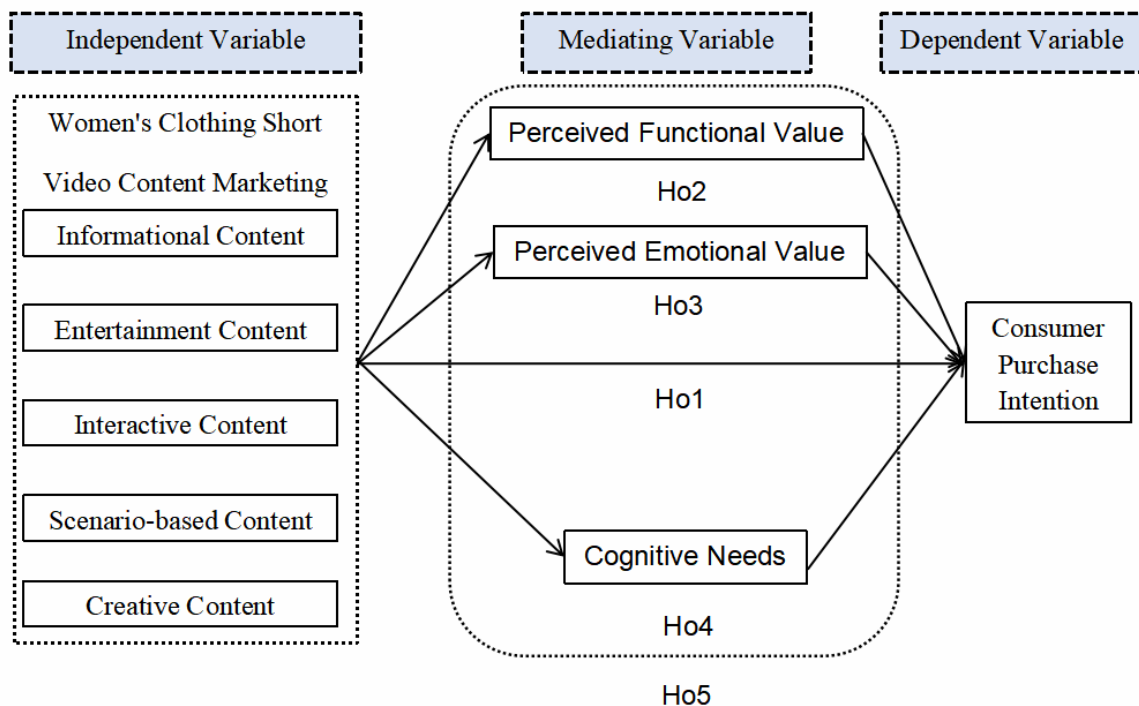 Independent Variable
Mediating Variable
Dependent Variable
Women's Clothing Short
Video Content Marketing
Informational Content
Entertainment Content
Interactive Content
Scenario-based Content
Creative Content
Perceived Functional Value
Ho2
Perceived Emotional Value
Ho3
Ho1
Cognitive Needs
Ho4
Ho5
Consumer
Purchase
Intention